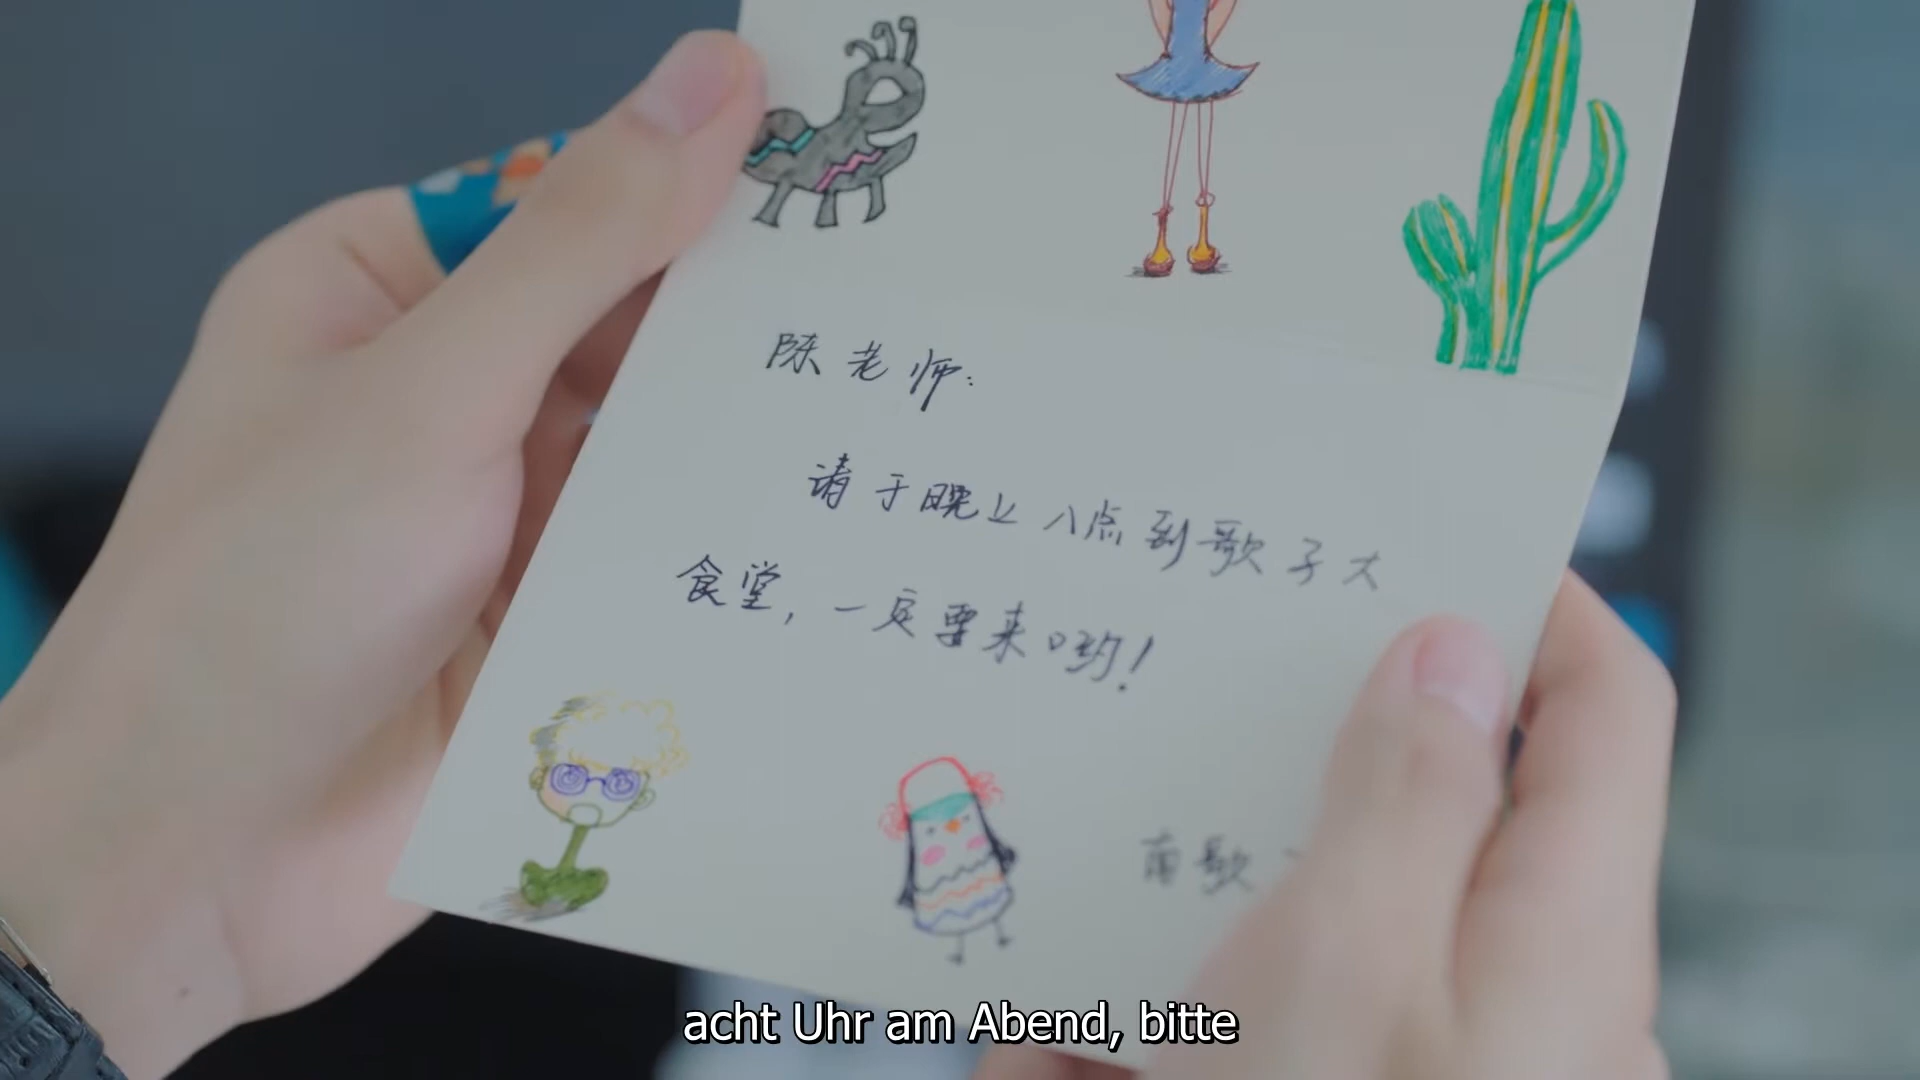 陈老师:
请于晚上八点到歌子大
食堂,一定要来哟!
南歌
acht Uhr am Abend, bitte